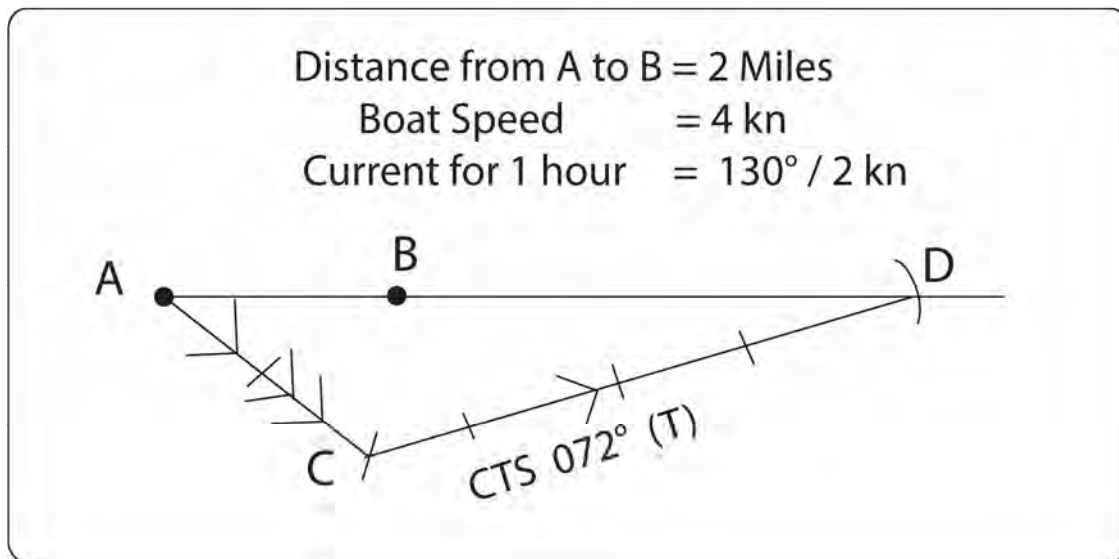 Distance from A to B = 2 Miles
Boat Speed = 4 kn
Current for 1 hour = 130° / 2 kn
A
B
D
C
CTS 072° (T)